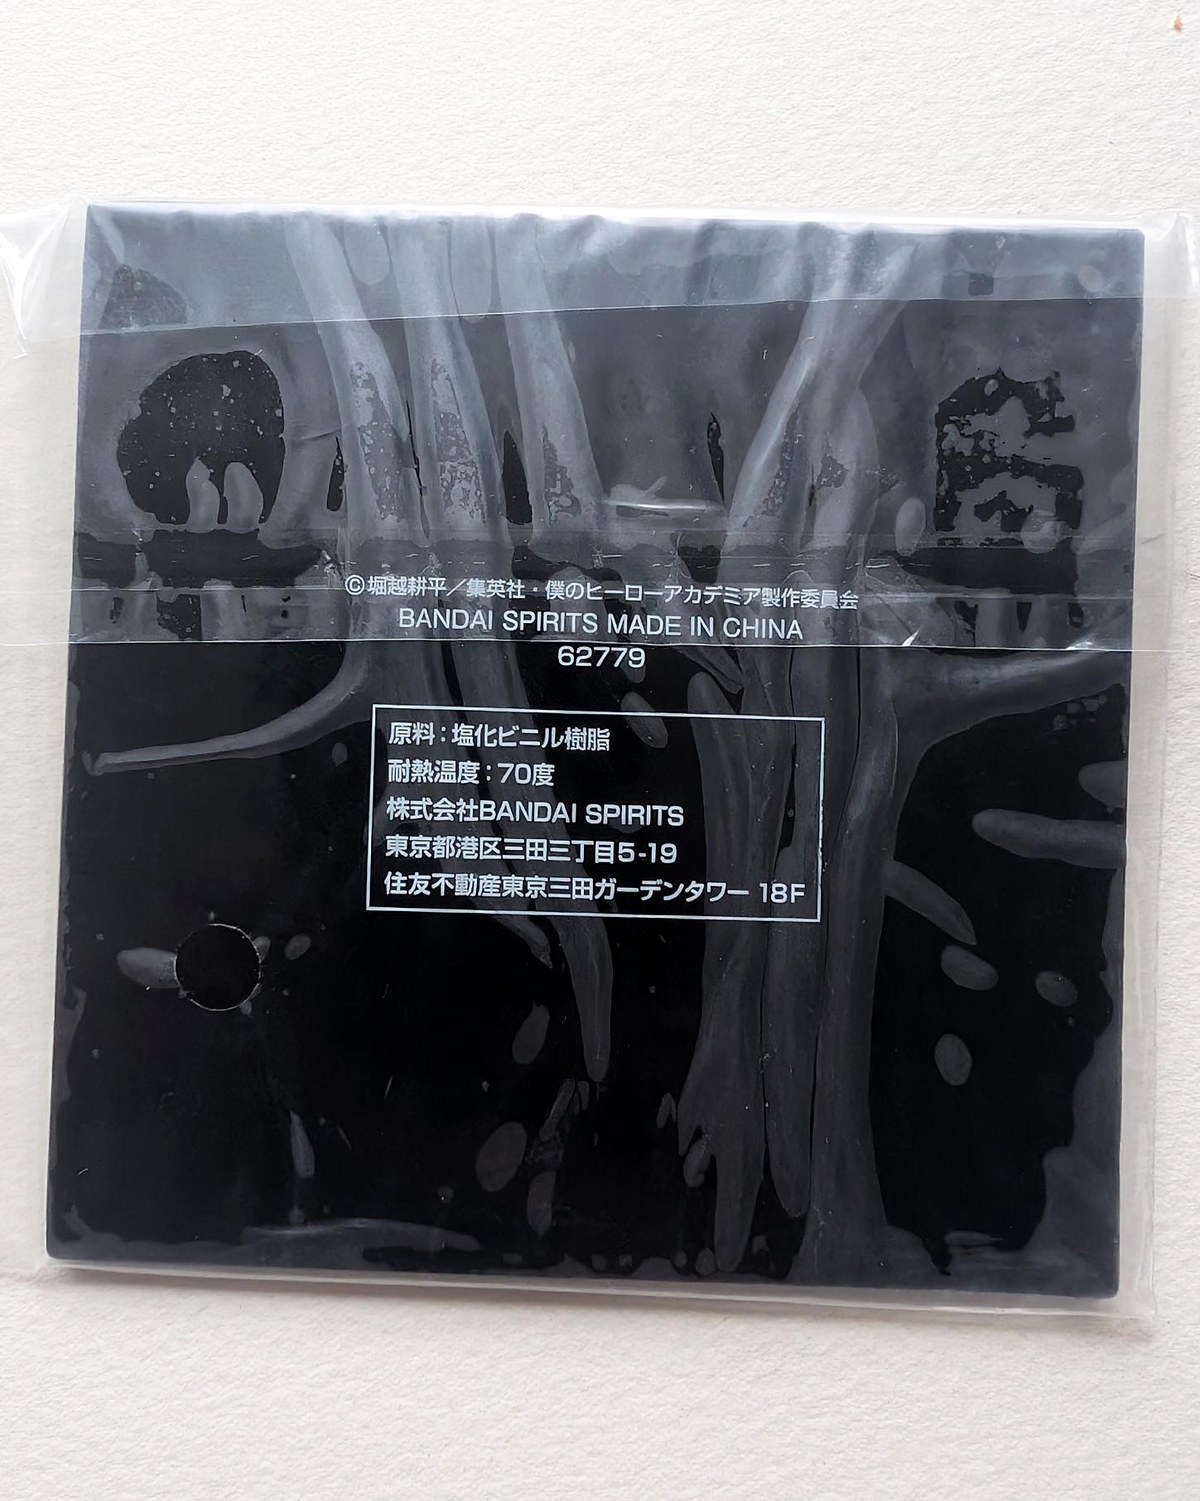 ©堀越耕平／集英社・僕のヒーローアカデミア製作委員会
BANDAI SPIRITS MADE IN CHINA
62779
原料：塩化ビニル樹脂
耐熱温度：70度
株式会社BANDAI SPIRITS
東京都港区三田三丁目5-19
住友不動産東京三田ガーデンタワー 18F